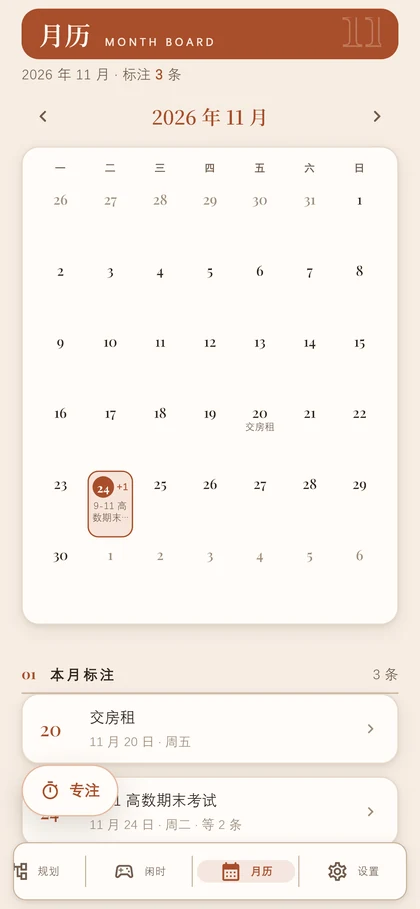 月历 MONTH BOARD 11
2026 年 11 月 · 标注 3 条
2026 年 11 月
一 二 三 四 五 六 日
26 27 28 29 30 31 1
2 3 4 5 6 7 8
9 10 11 12 13 14 15
16 17 18 19 20 21 22
交房租
23 24 +1 25 26 27 28 29
9-11 高
数期末…
30 1 2 3 4 5 6
01 本月标注 3 条
20 交房租
11 月 20 日 · 周五
专注
1 高数期末考试
24
11 月 24 日 · 周二 · 等 2 条
规划 闲时 月历 设置